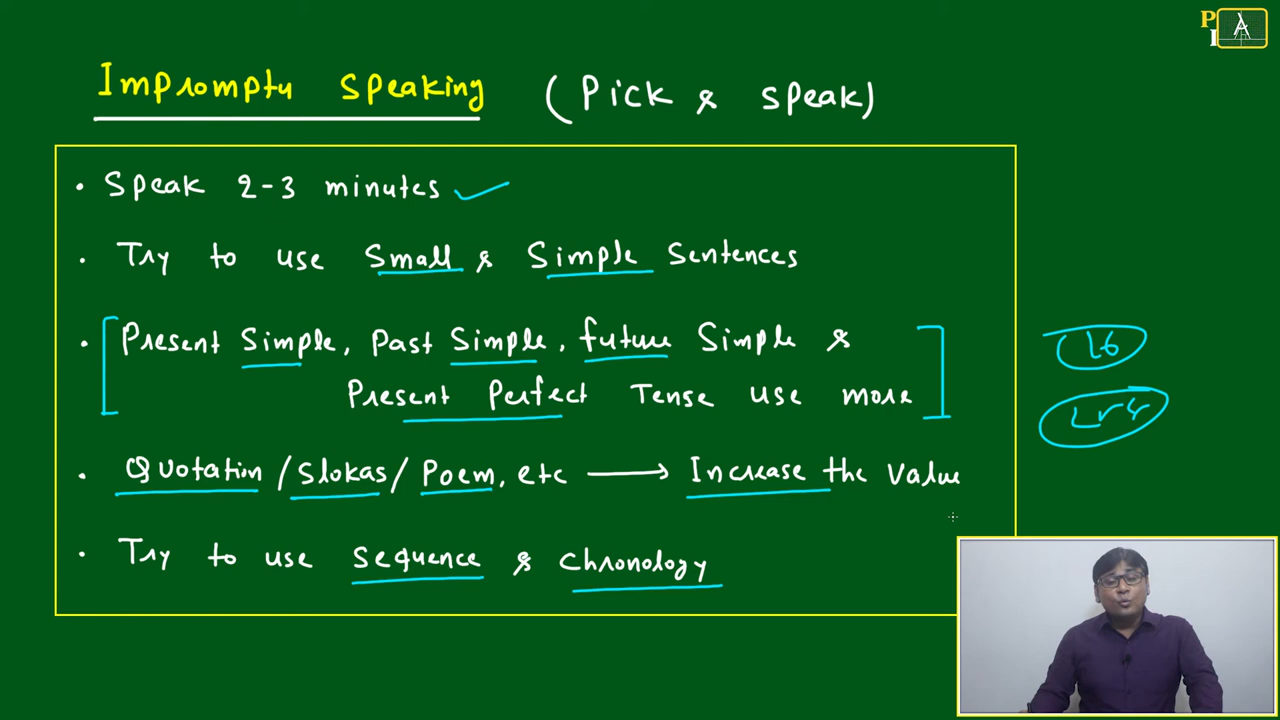 P
I
Impromptu Speaking (Pick & speak)
• Speak 2-3 minutes
• Try to use Small & Simple Sentences
• Present Simple, Past Simple, future Simple &
Present Perfect Tense use more
16
• Quotation / Slokas / Poem, etc → Increase the value
• Try to use sequence & chronology